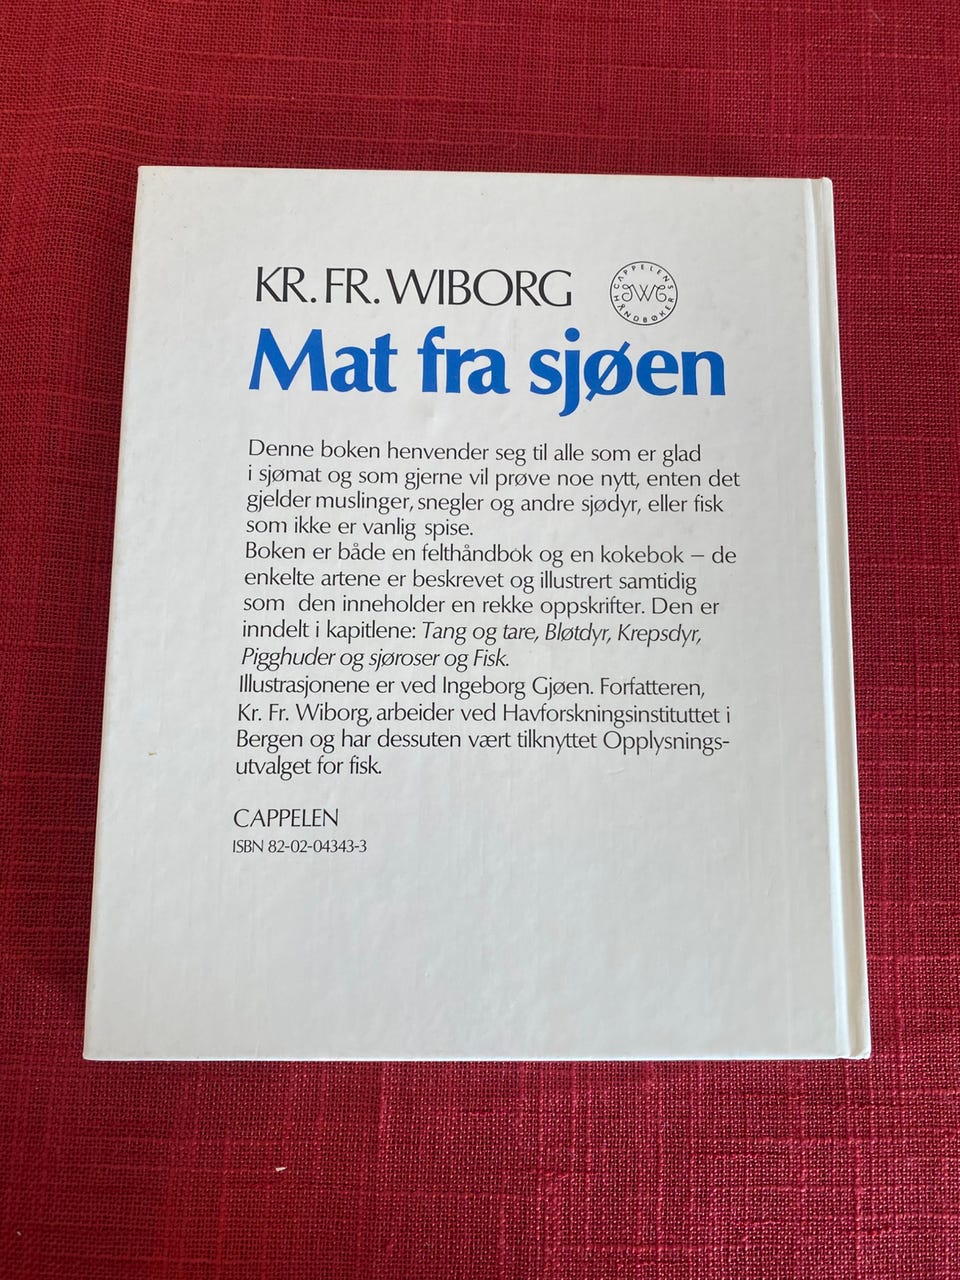 KR. FR. WIBORG
CAPPELENS HÅNDBØKER
JWC
Mat fra sjøen
Denne boken henvender seg til alle som er glad
i sjømat og som gjerne vil prøve noe nytt, enten det
gjelder muslinger, snegler og andre sjødyr, eller fisk
som ikke er vanlig spise.
Boken er både en felthåndbok og en kokebok – de
enkelte artene er beskrevet og illustrert samtidig
som den inneholder en rekke oppskrifter. Den er
inndelt i kapitlene: Tang og tare, Bløtdyr, Krepsdyr,
Pigghuder og sjøroser og Fisk.
Illustrasjonene er ved Ingeborg Gjøen. Forfatteren,
Kr. Fr. Wiborg, arbeider ved Havforskningsinstituttet i
Bergen og har dessuten vært tilknyttet Opplysnings-
utvalget for fisk.
CAPPELEN
ISBN 82-02-04343-3